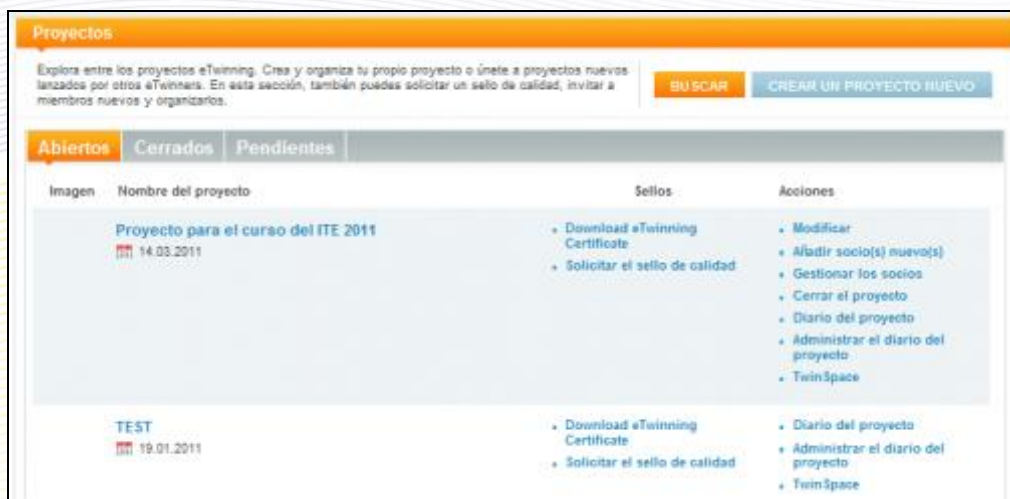 Proyectos
Explora entre los proyectos eTwinning. Crea y organiza tu propio proyecto o únete a proyectos nuevos
lanzados por otros eTwinners. En esta sección, también puedes solicitar un sello de calidad, invitar a
miembros nuevos y organizarlos.
BUSCAR
CREAR UN PROYECTO NUEVO
Abiertos Cerrados Pendientes
Imagen Nombre del proyecto Sellos Acciones
Proyecto para el curso del ITE 2011
14.03.2011
Download eTwinning
Certificate
Solicitar el sello de calidad
Modificar
Añadir socio(s) nuevo(s)
Gestionar los socios
Cerrar el proyecto
Diario del proyecto
Administrar el diario del
proyecto
TwinSpace
TEST
19.01.2011
Download eTwinning
Certificate
Solicitar el sello de calidad
Diario del proyecto
Administrar el diario del
proyecto
TwinSpace